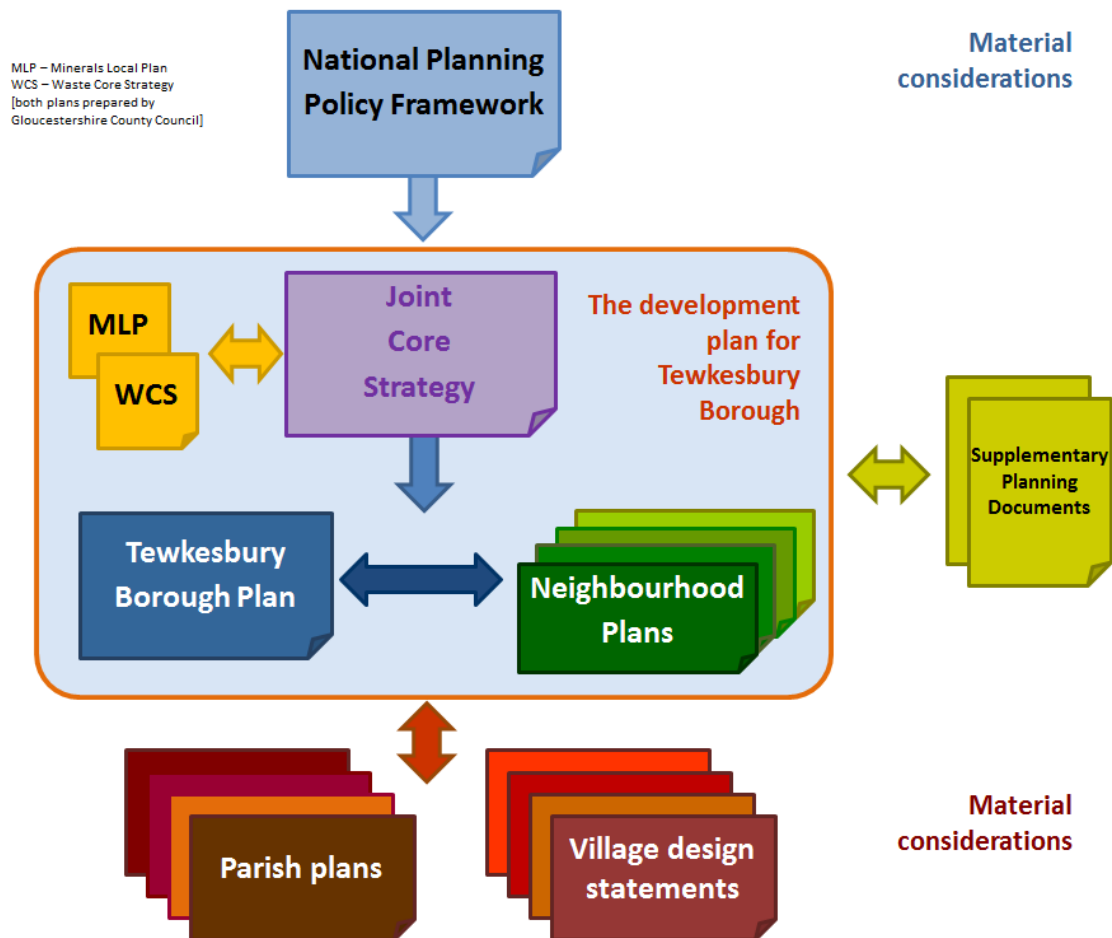 MLP – Minerals Local Plan
WCS – Waste Core Strategy
[both plans prepared by
Gloucestershire County Council]
National Planning
Policy Framework
Material
considerations
MLP
WCS
Joint
Core
Strategy
The development
plan for
Tewkesbury
Borough
Supplementary
Planning
Documents
Tewkesbury
Borough Plan
Neighbourhood
Plans
Parish plans
Village design
statements
Material
considerations